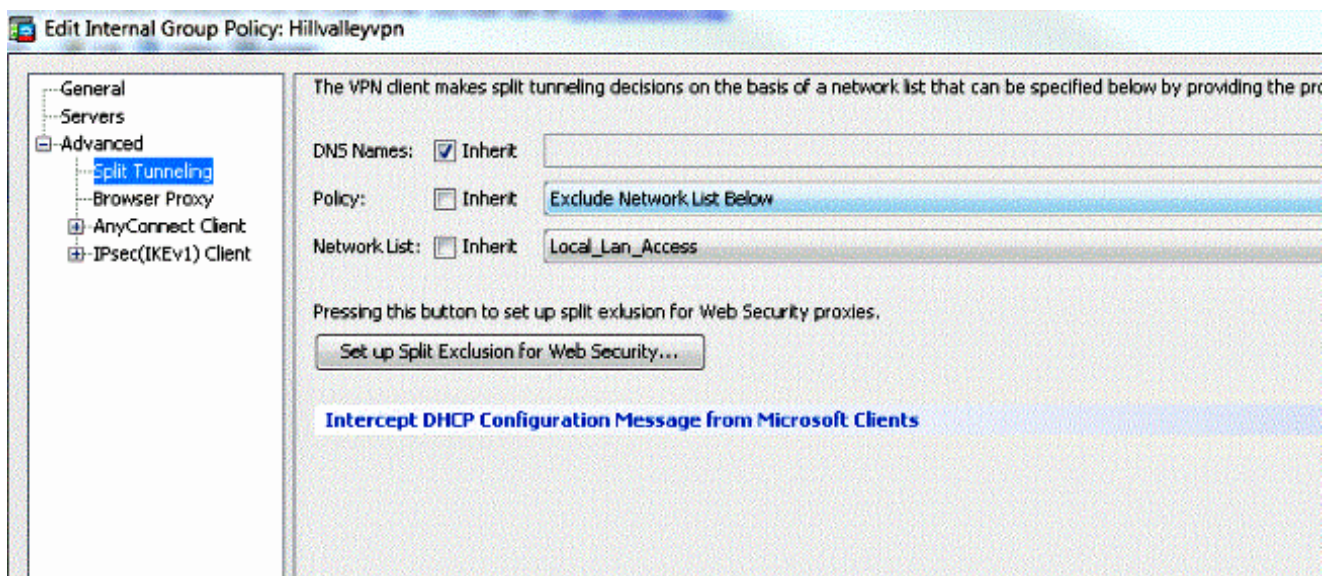 Edit Internal Group Policy: Hillvalleyvpn
General
Servers
Advanced
Split Tunneling
Browser Proxy
AnyConnect Client
IPsec(IKEv1) Client
The VPN client makes split tunneling decisions on the basis of a network list that can be specified below by providing the pro
DNS Names: Inherit
Policy: Inherit Exclude Network List Below
Network List: Inherit Local_Lan_Access
Pressing this button to set up split exlusion for Web Security proxies.
Set up Split Exclusion for Web Security...
Intercept DHCP Configuration Message from Microsoft Clients